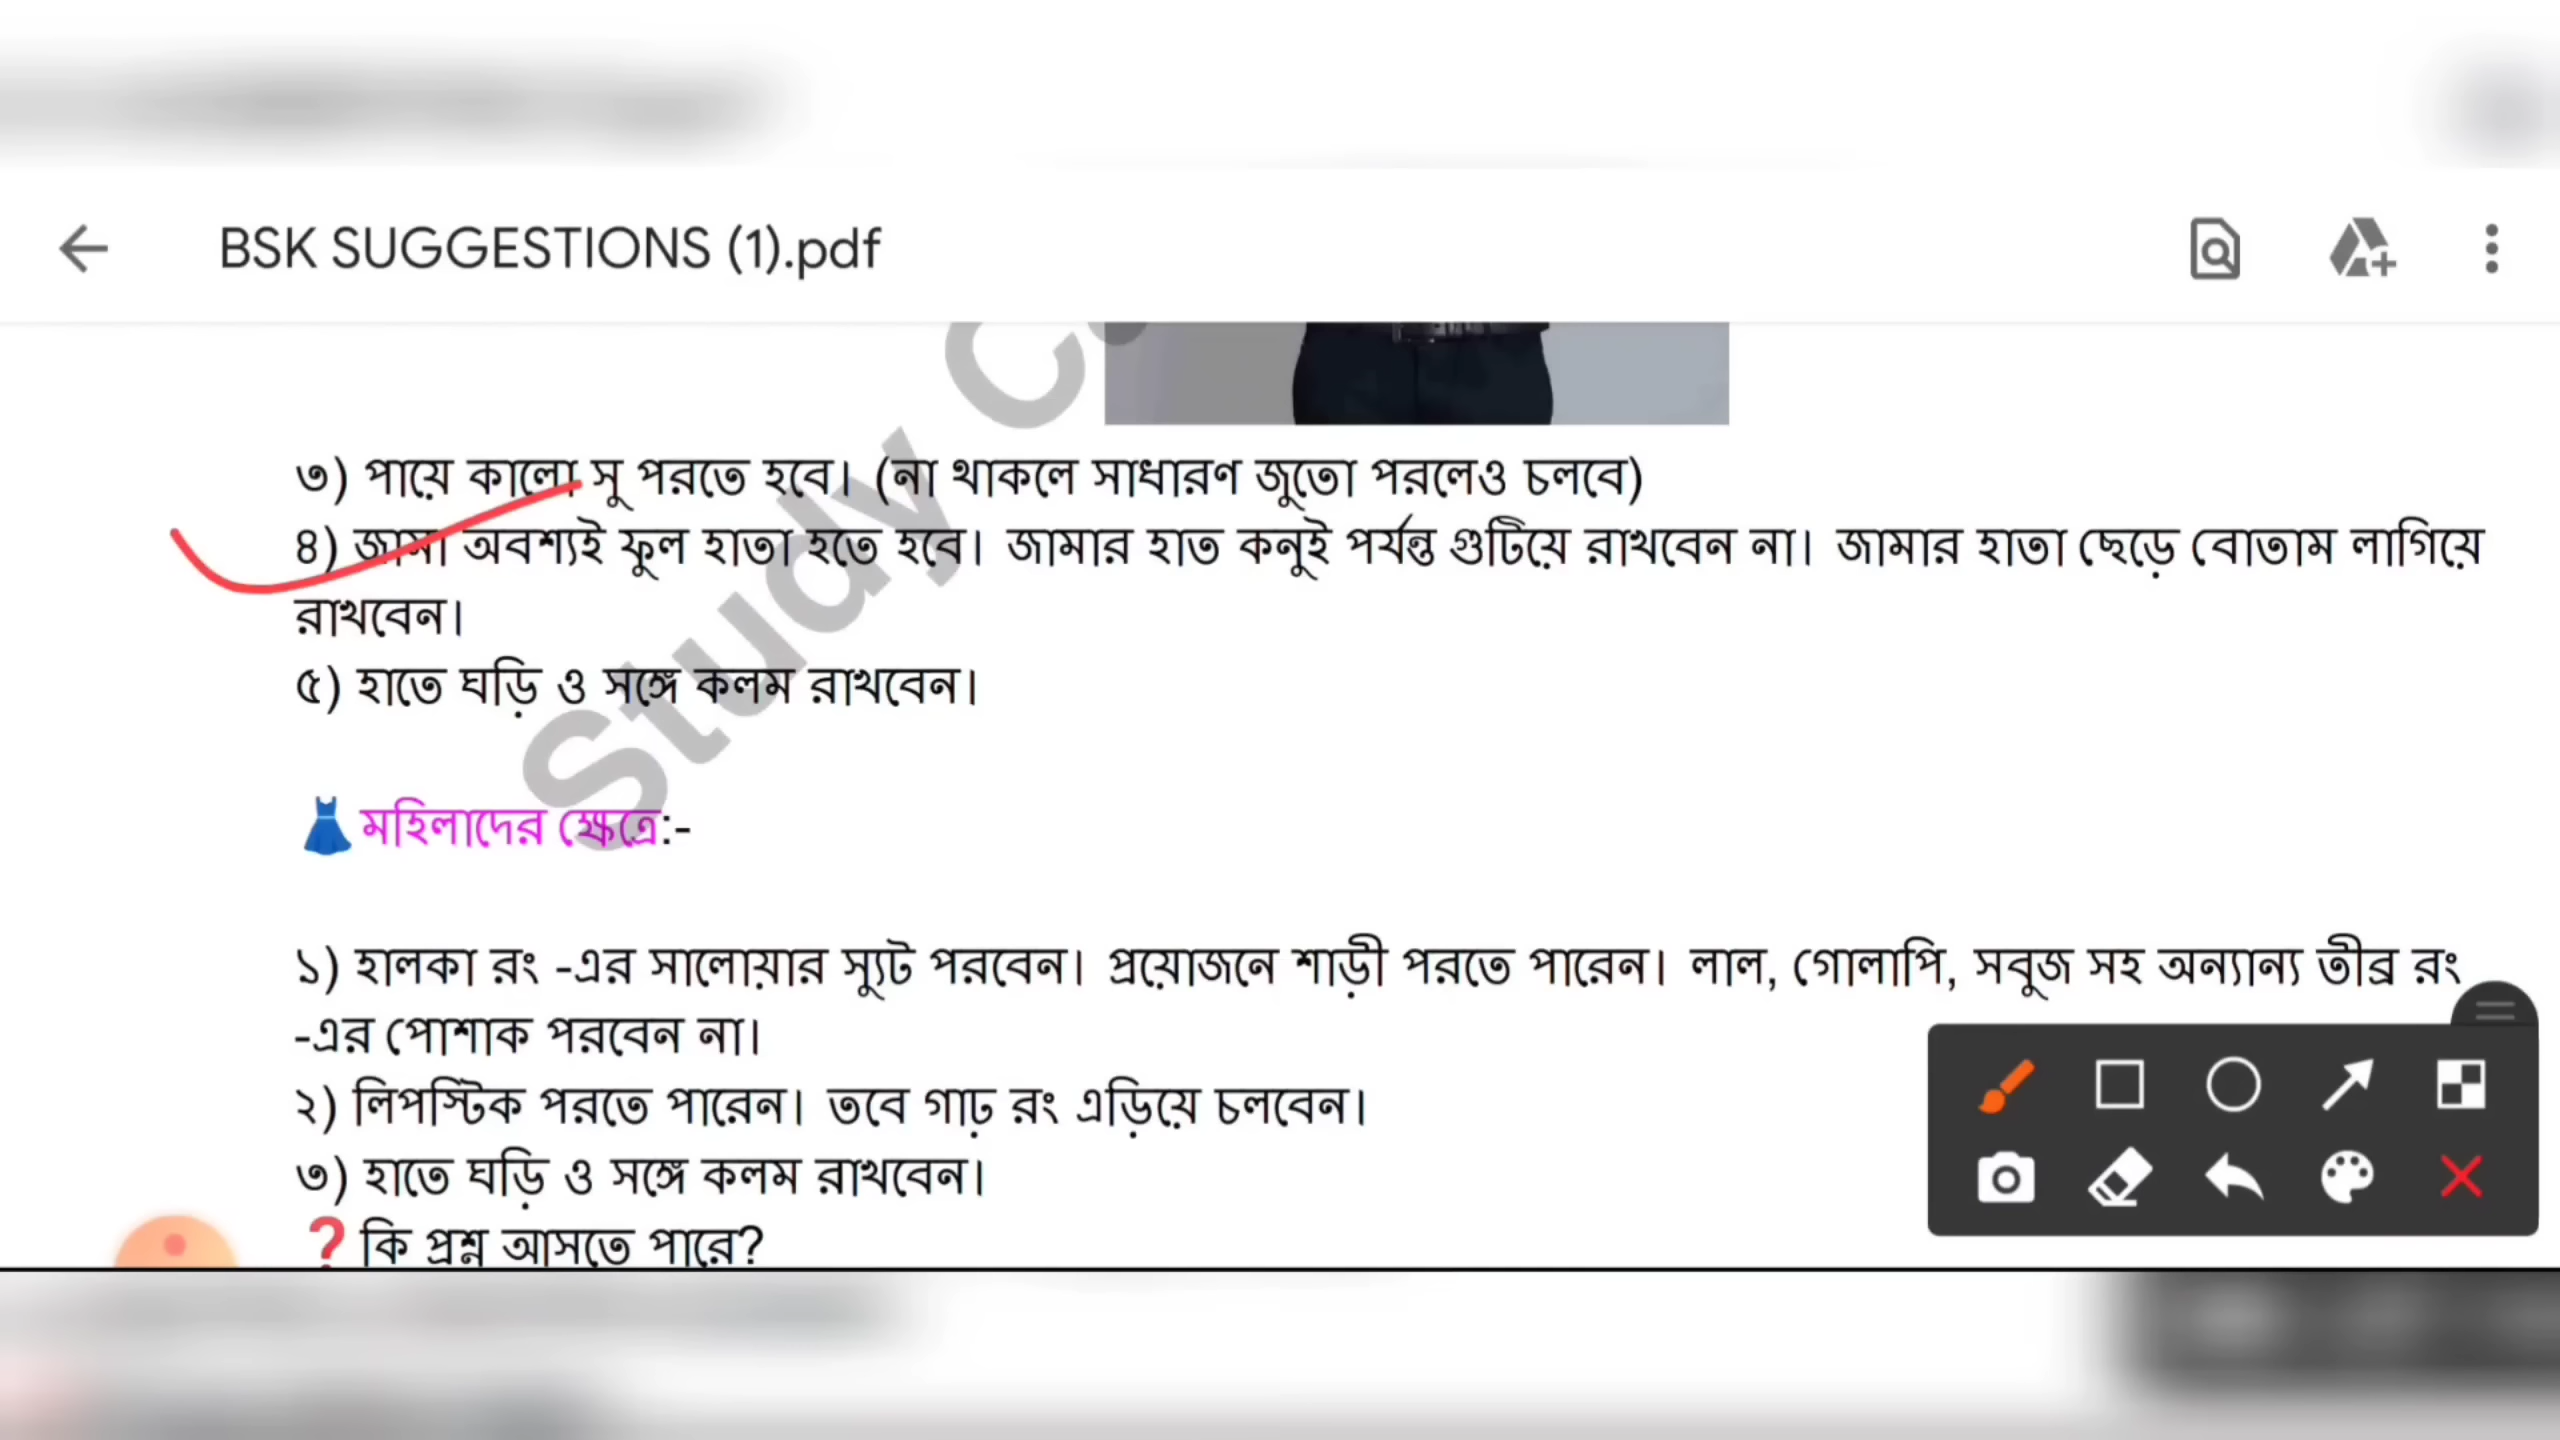 BSK SUGGESTIONS (1).pdf
Study
৩) পায়ে কালো সু পরতে হবে। (না থাকলে সাধারণ জুতো পরলেও চলবে)
৪) জামা অবশ্যই ফুল হাতা হতে হবে। জামার হাত কনুই পর্যন্ত গুটিয়ে রাখবেন না। জামার হাতা ছেড়ে বোতাম লাগিয়ে
রাখবেন।
৫) হাতে ঘড়ি ও সঙ্গে কলম রাখবেন।
মহিলাদের ক্ষেত্রে:-
১) হালকা রং -এর সালোয়ার স্যুট পরবেন। প্রয়োজনে শাড়ী পরতে পারেন। লাল, গোলাপি, সবুজ সহ অন্যান্য তীব্র রং
-এর পোশাক পরবেন না।
২) লিপস্টিক পরতে পারেন। তবে গাঢ় রং এড়িয়ে চলবেন।
৩) হাতে ঘড়ি ও সঙ্গে কলম রাখবেন।
❓কি প্রশ্ন আসতে পারে?